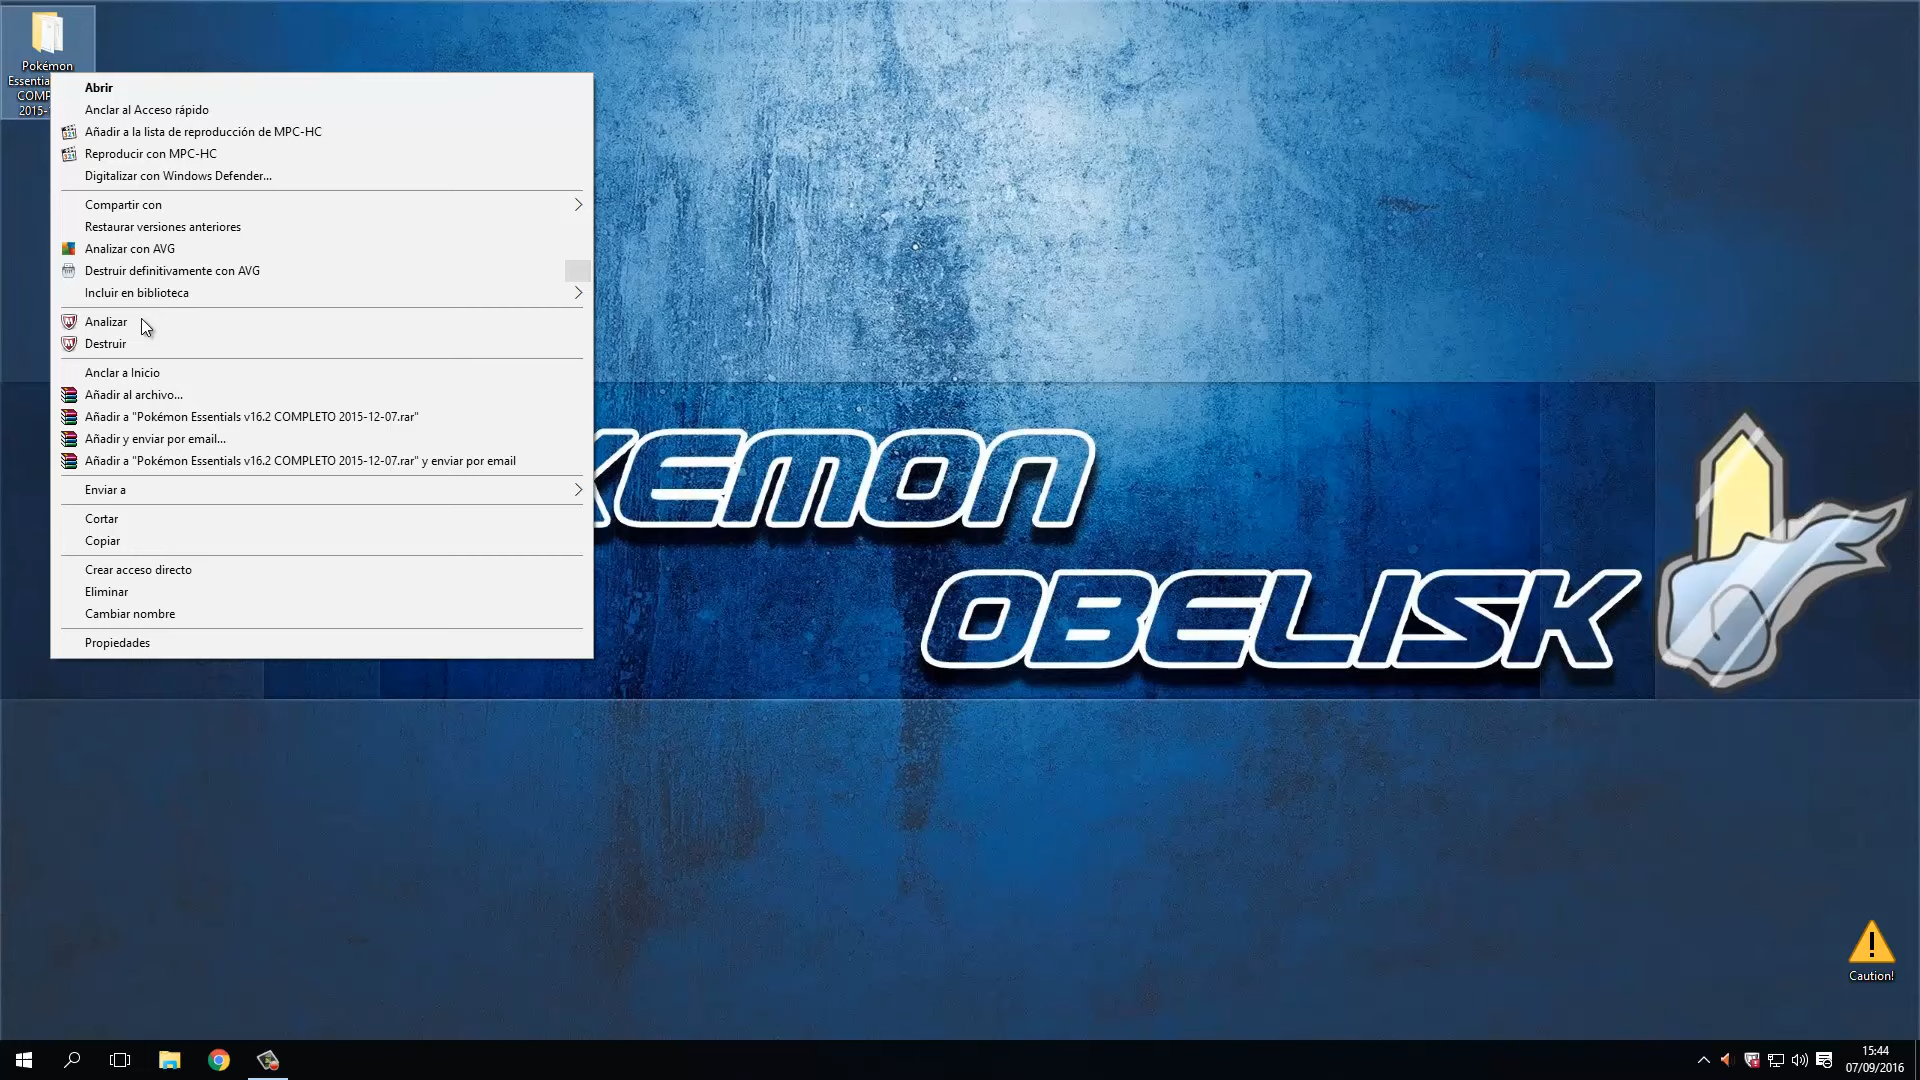 Pokémon
Essentia
COMP
2015-
Abrir
Anclar al Acceso rápido
Añadir a la lista de reproducción de MPC-HC
Reproducir con MPC-HC
Digitalizar con Windows Defender...
Compartir con
Restaurar versiones anteriores
Analizar con AVG
Destruir definitivamente con AVG
Incluir en biblioteca
Analizar
Destruir
Anclar a Inicio
Añadir al archivo...
Añadir a "Pokémon Essentials v16.2 COMPLETO 2015-12-07.rar"
Añadir y enviar por email...
Añadir a "Pokémon Essentials v16.2 COMPLETO 2015-12-07.rar" y enviar por email
Enviar a
Cortar
Copiar
Crear acceso directo
Eliminar
Cambiar nombre
Propiedades
KEMON
OBELISK
Caution!
15:44
07/09/2016